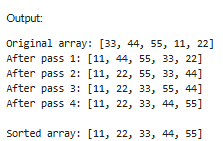 Output:
Original array: [33, 44, 55, 11, 22]
After pass 1: [11, 44, 55, 33, 22]
After pass 2: [11, 22, 55, 33, 44]
After pass 3: [11, 22, 33, 55, 44]
After pass 4: [11, 22, 33, 44, 55]
Sorted array: [11, 22, 33, 44, 55]